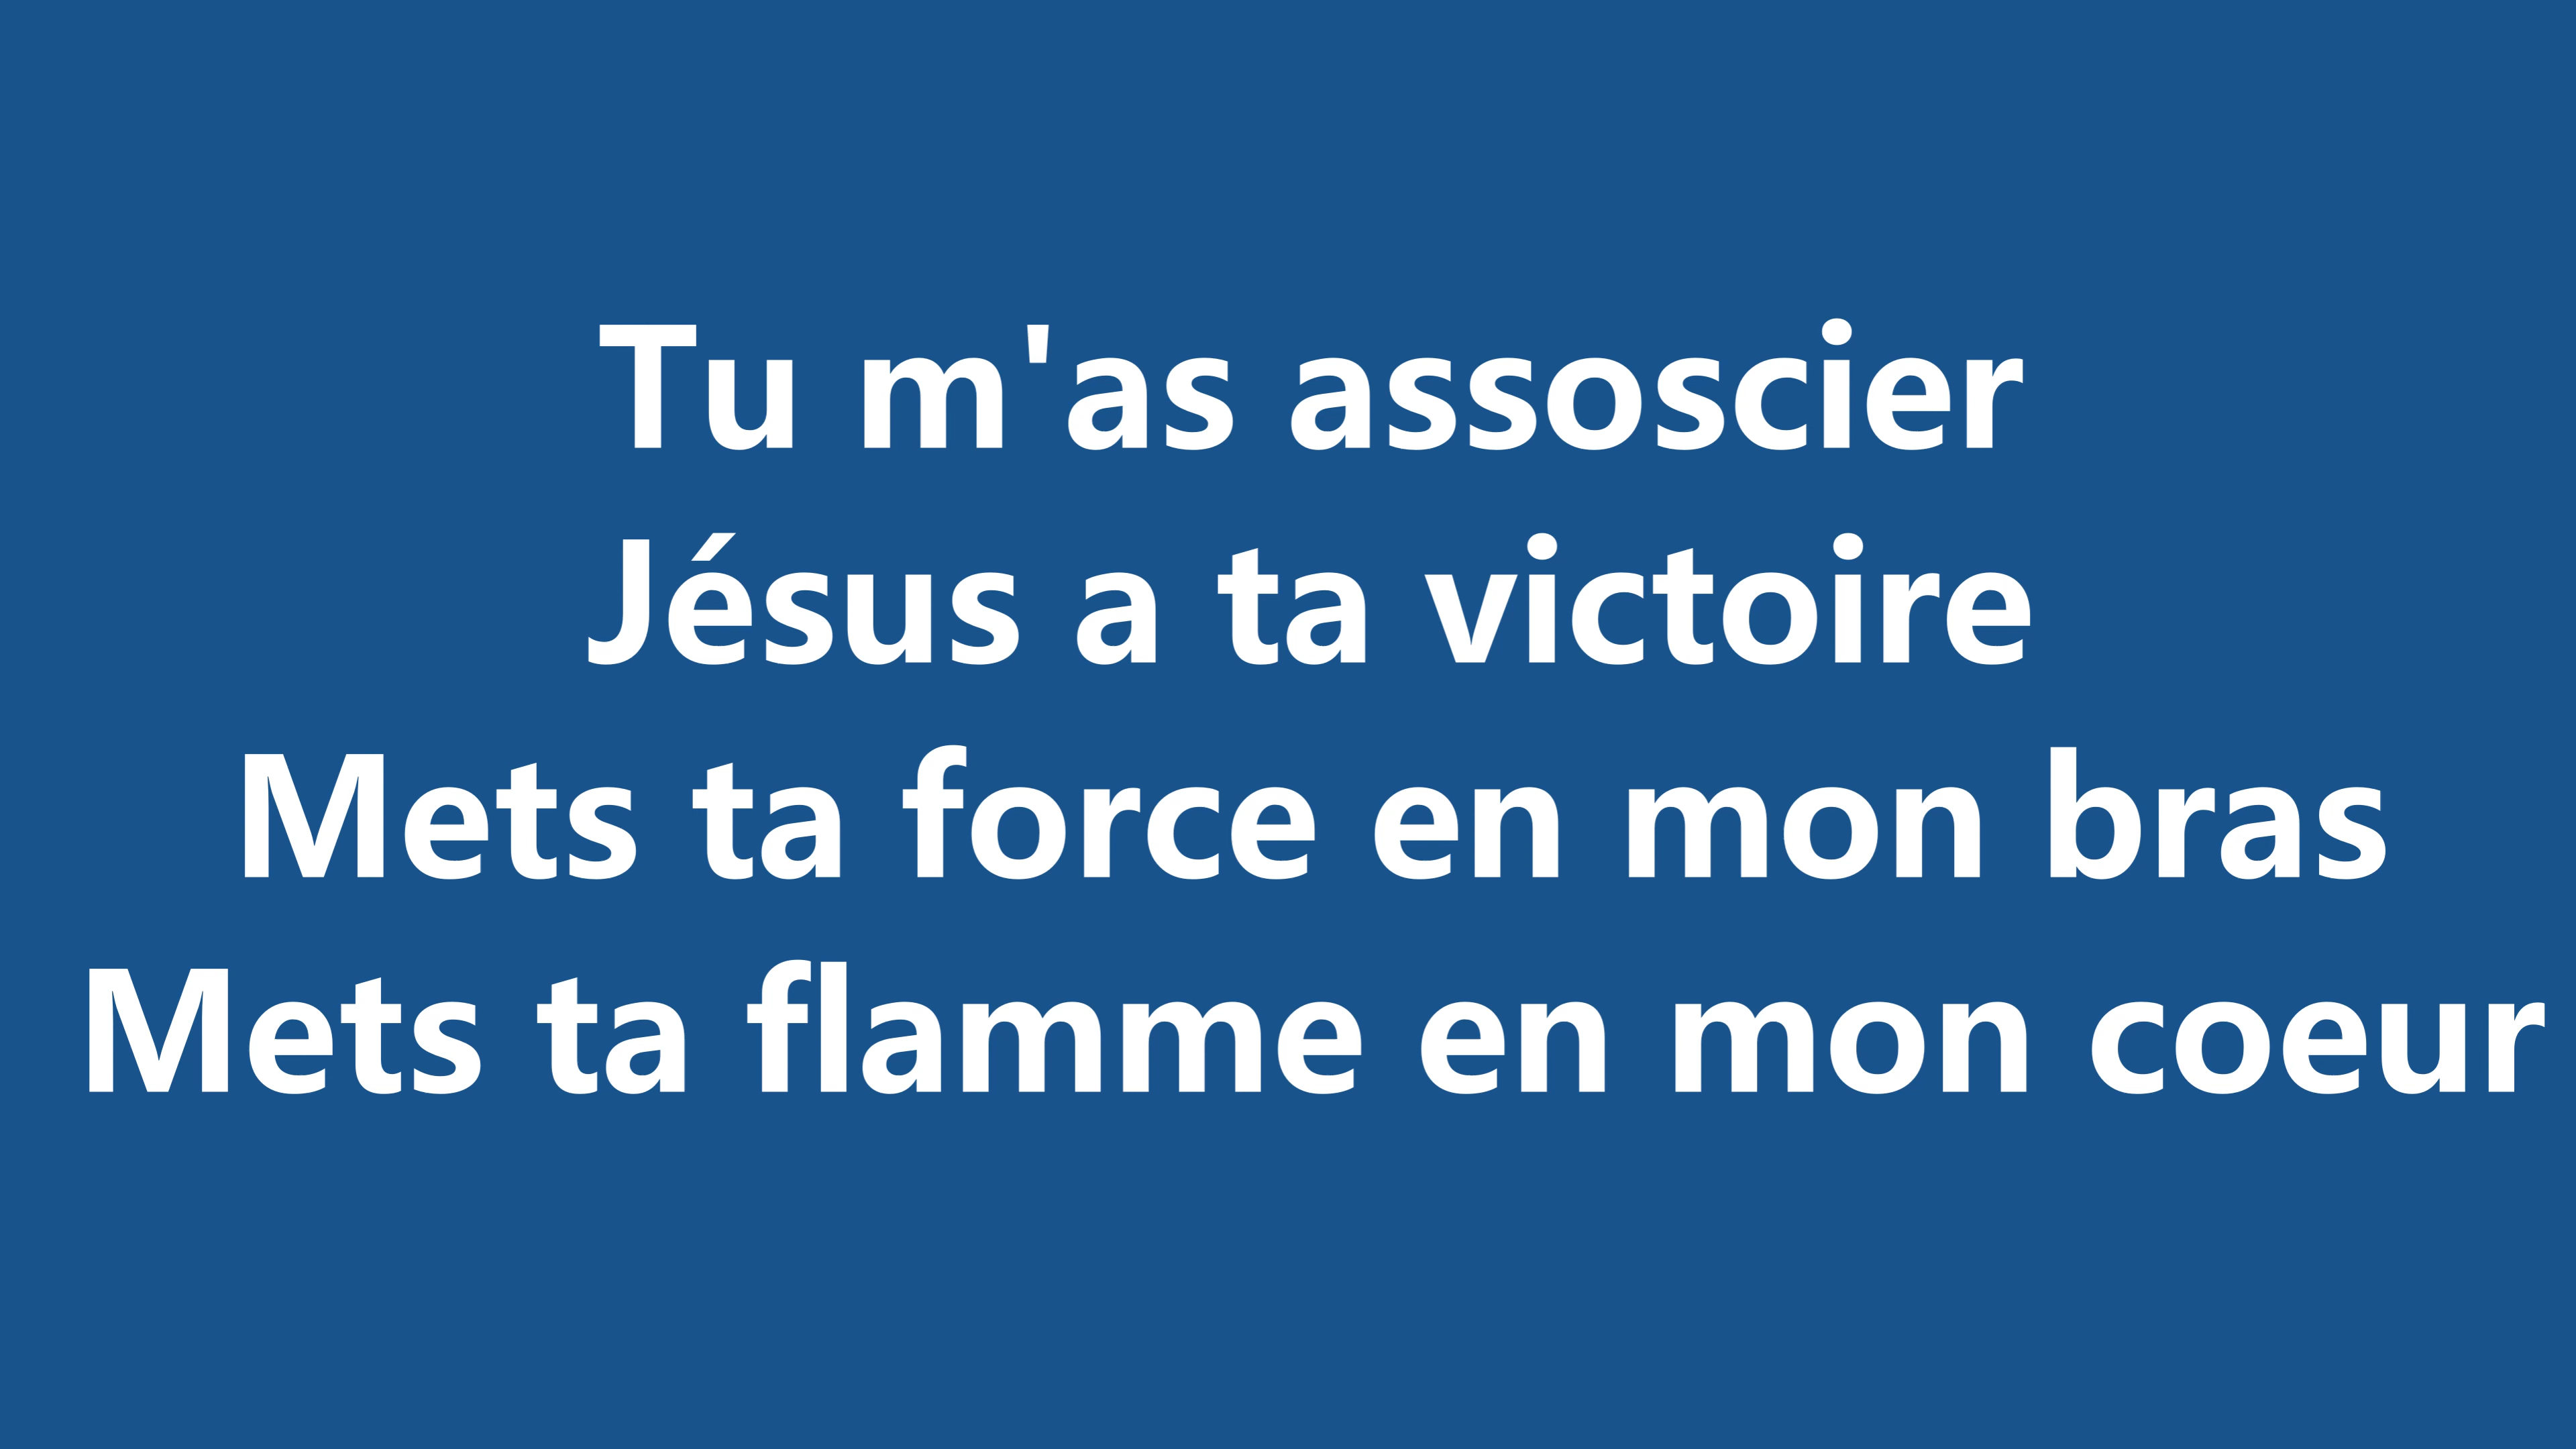 Tu m'as assoscier
Jésus a ta victoire
Mets ta force en mon bras
Mets ta flamme en mon coeur